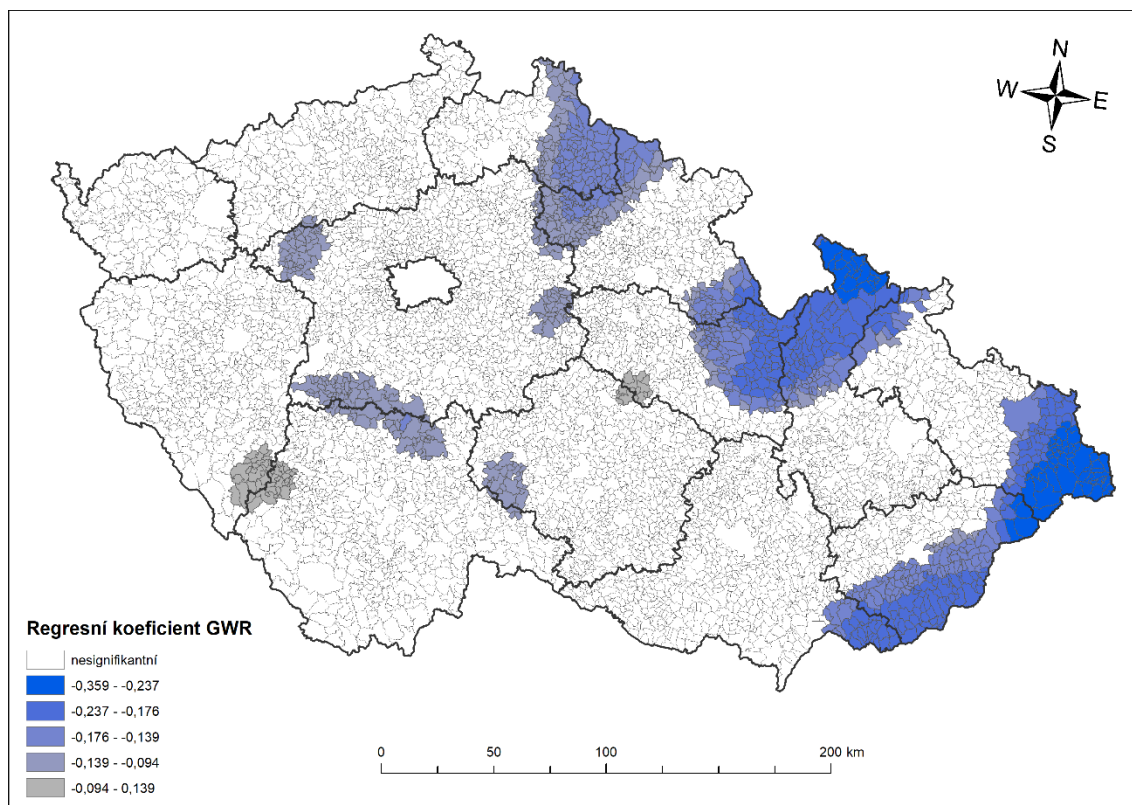 N
W
E
S
Regresní koeficient GWR
nesignifikantní
-0,359 - -0,237
-0,237 - -0,176
-0,176 - -0,139
-0,139 - -0,094
-0,094 - 0,139
0 50 100 200 km